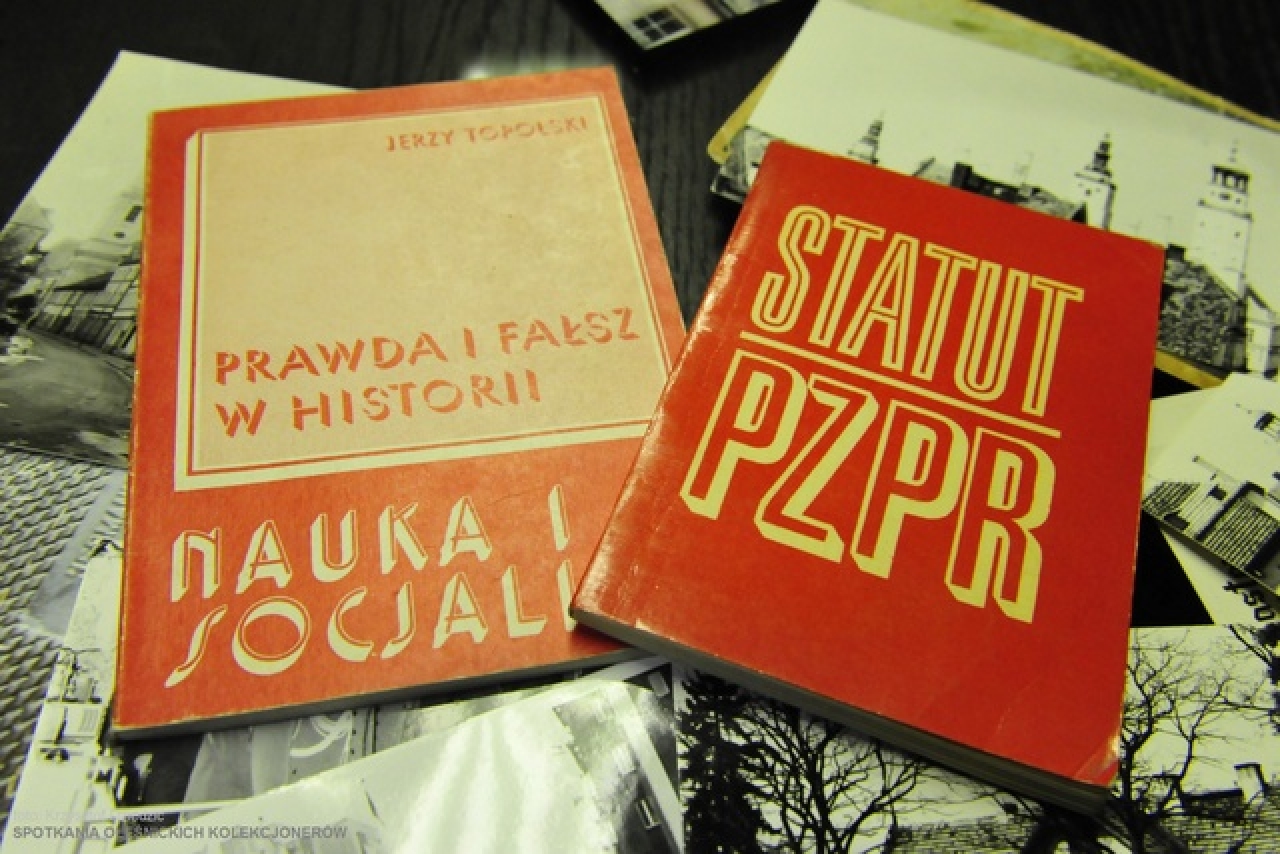 JERZY TOPOLSKI
PRAWDA I FAŁSZ
W HISTORII
NAUKA I
SOCJALI
STATUT
PZPR
SPOTKANIA OLEŚNICKICH KOLEKCJONERÓW